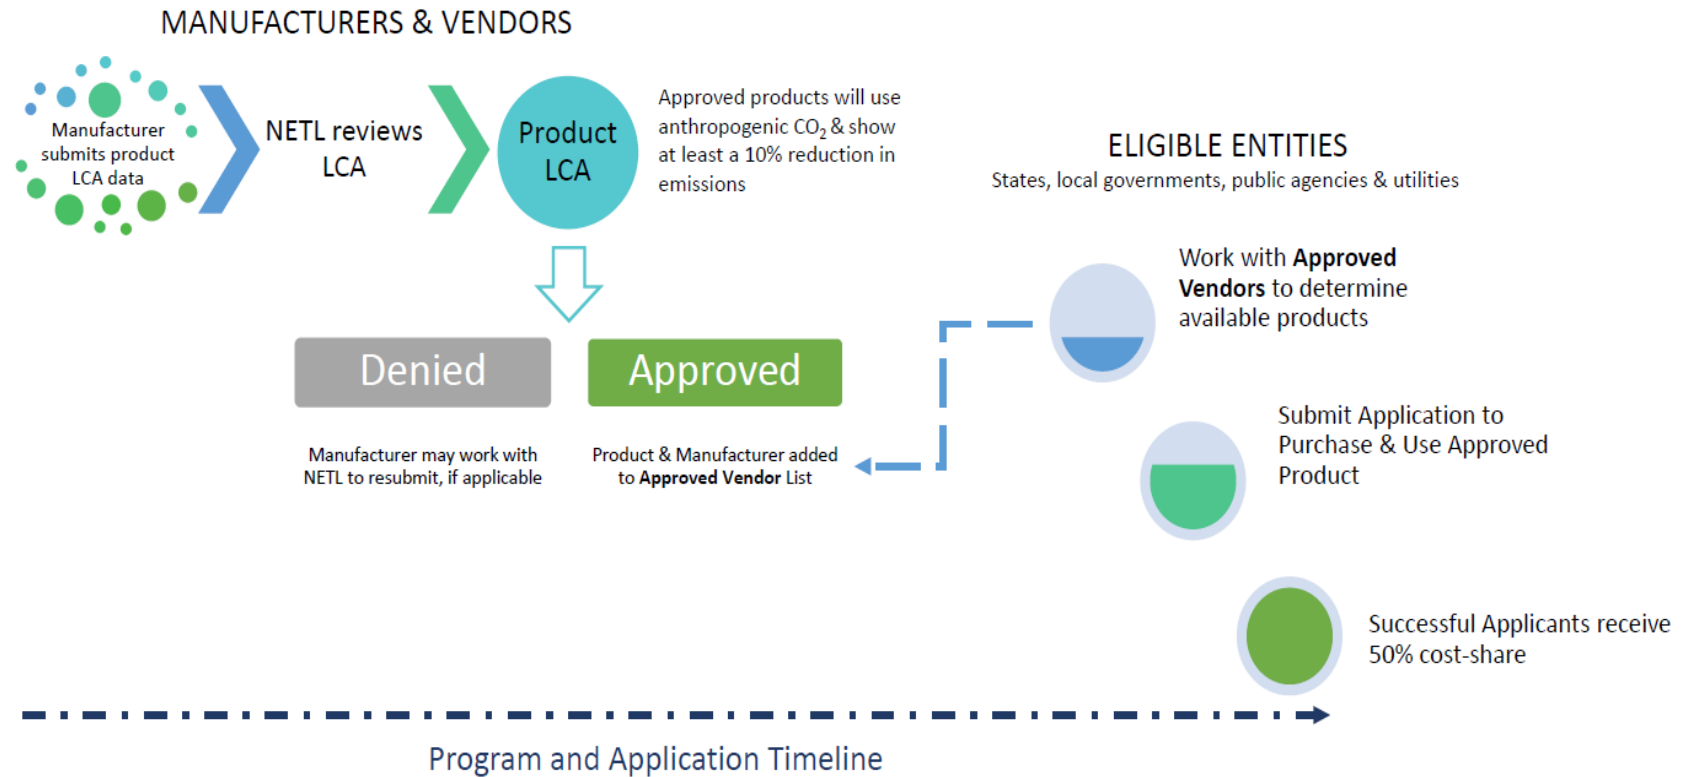 MANUFACTURERS & VENDORS
Manufacturer
submits product
LCA data
NETL reviews
LCA
Product
LCA
Approved products will use
anthropogenic CO₂ & show
at least a 10% reduction in
emissions
Denied
Approved
Manufacturer may work with
NETL to resubmit, if applicable
Product & Manufacturer added
to Approved Vendor List
ELIGIBLE ENTITIES
States, local governments, public agencies & utilities
Work with Approved
Vendors to determine
available products
Submit Application to
Purchase & Use Approved
Product
Successful Applicants receive
50% cost-share
Program and Application Timeline